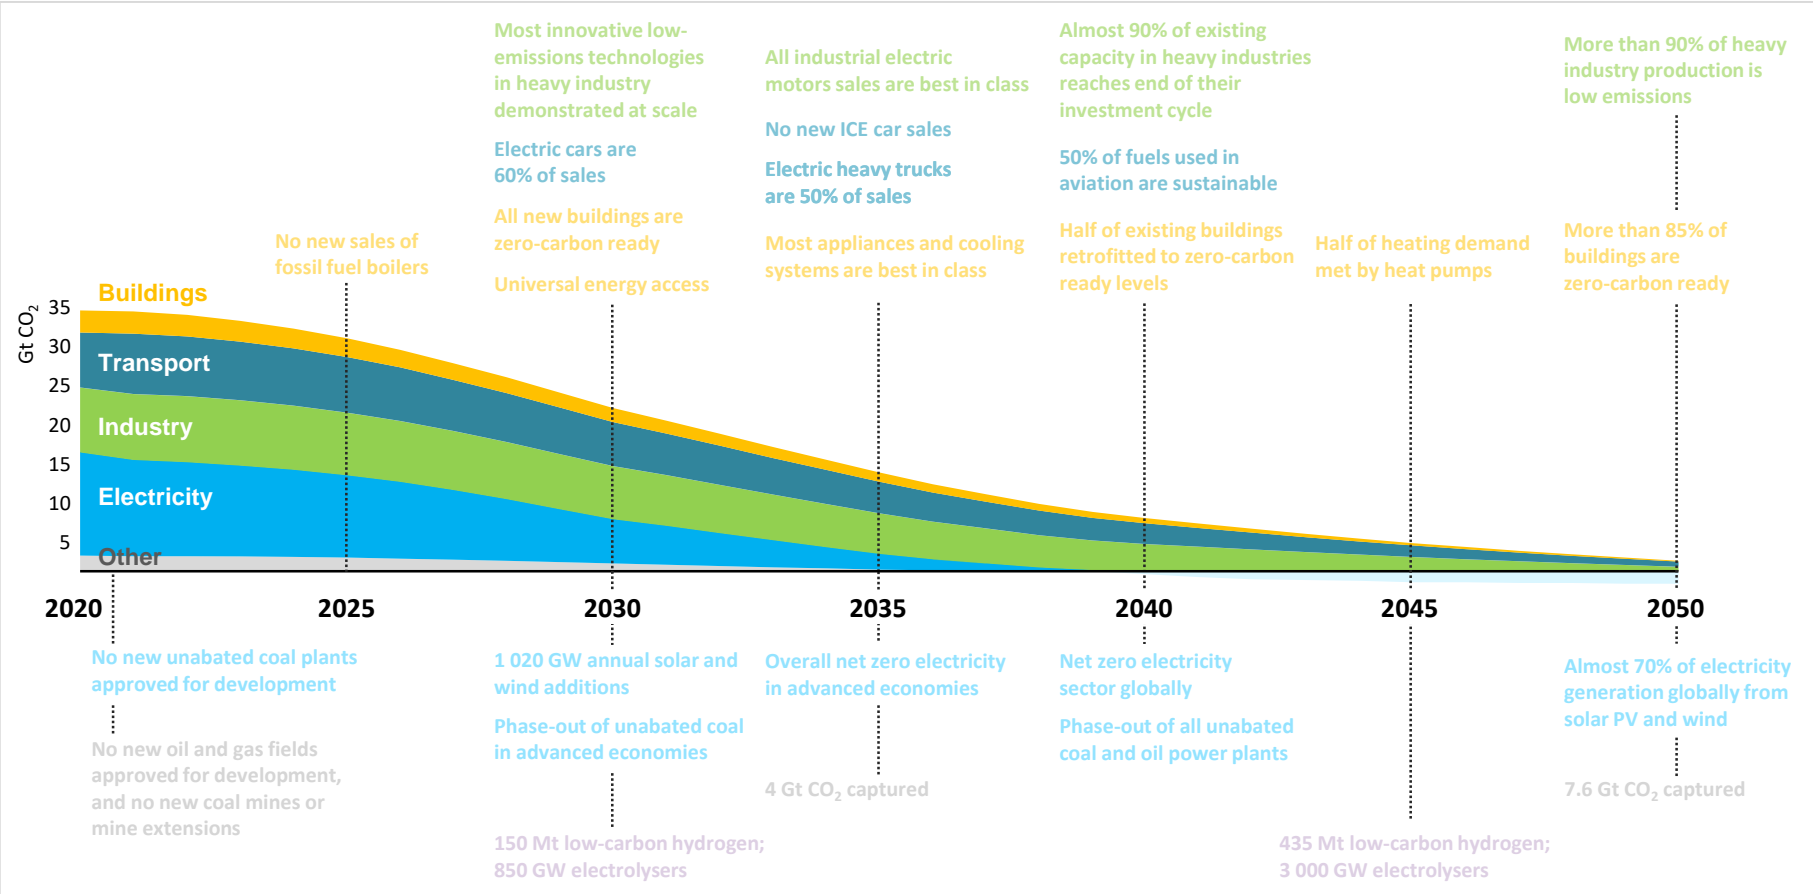 Most innovative low-
emissions technologies
in heavy industry
demonstrated at scale
Electric cars are
60% of sales
All new buildings are
zero-carbon ready
Universal energy access
All industrial electric
motors sales are best in class
No new ICE car sales
Electric heavy trucks
are 50% of sales
Most appliances and cooling
systems are best in class
Almost 90% of existing
capacity in heavy industries
reaches end of their
investment cycle
50% of fuels used in
aviation are sustainable
Half of existing buildings
retrofitted to zero-carbon
ready levels
More than 90% of heavy
industry production is
low emissions
More than 85% of
buildings are
zero-carbon ready
No new sales of
fossil fuel boilers
Half of heating demand
met by heat pumps
Gt CO₂
35
30
25
20
15
10
5
Buildings
Transport
Industry
Electricity
Other
2020
2025
2030
2035
2040
2045
2050
No new unabated coal plants
approved for development
No new oil and gas fields
approved for development,
and no new coal mines or
mine extensions
1 020 GW annual solar and
wind additions
Phase-out of unabated coal
in advanced economies
150 Mt low-carbon hydrogen;
850 GW electrolysers
Overall net zero electricity
in advanced economies
4 Gt CO₂ captured
Net zero electricity
sector globally
Phase-out of all unabated
coal and oil power plants
435 Mt low-carbon hydrogen;
3 000 GW electrolysers
Almost 70% of electricity
generation globally from
solar PV and wind
7.6 Gt CO₂ captured